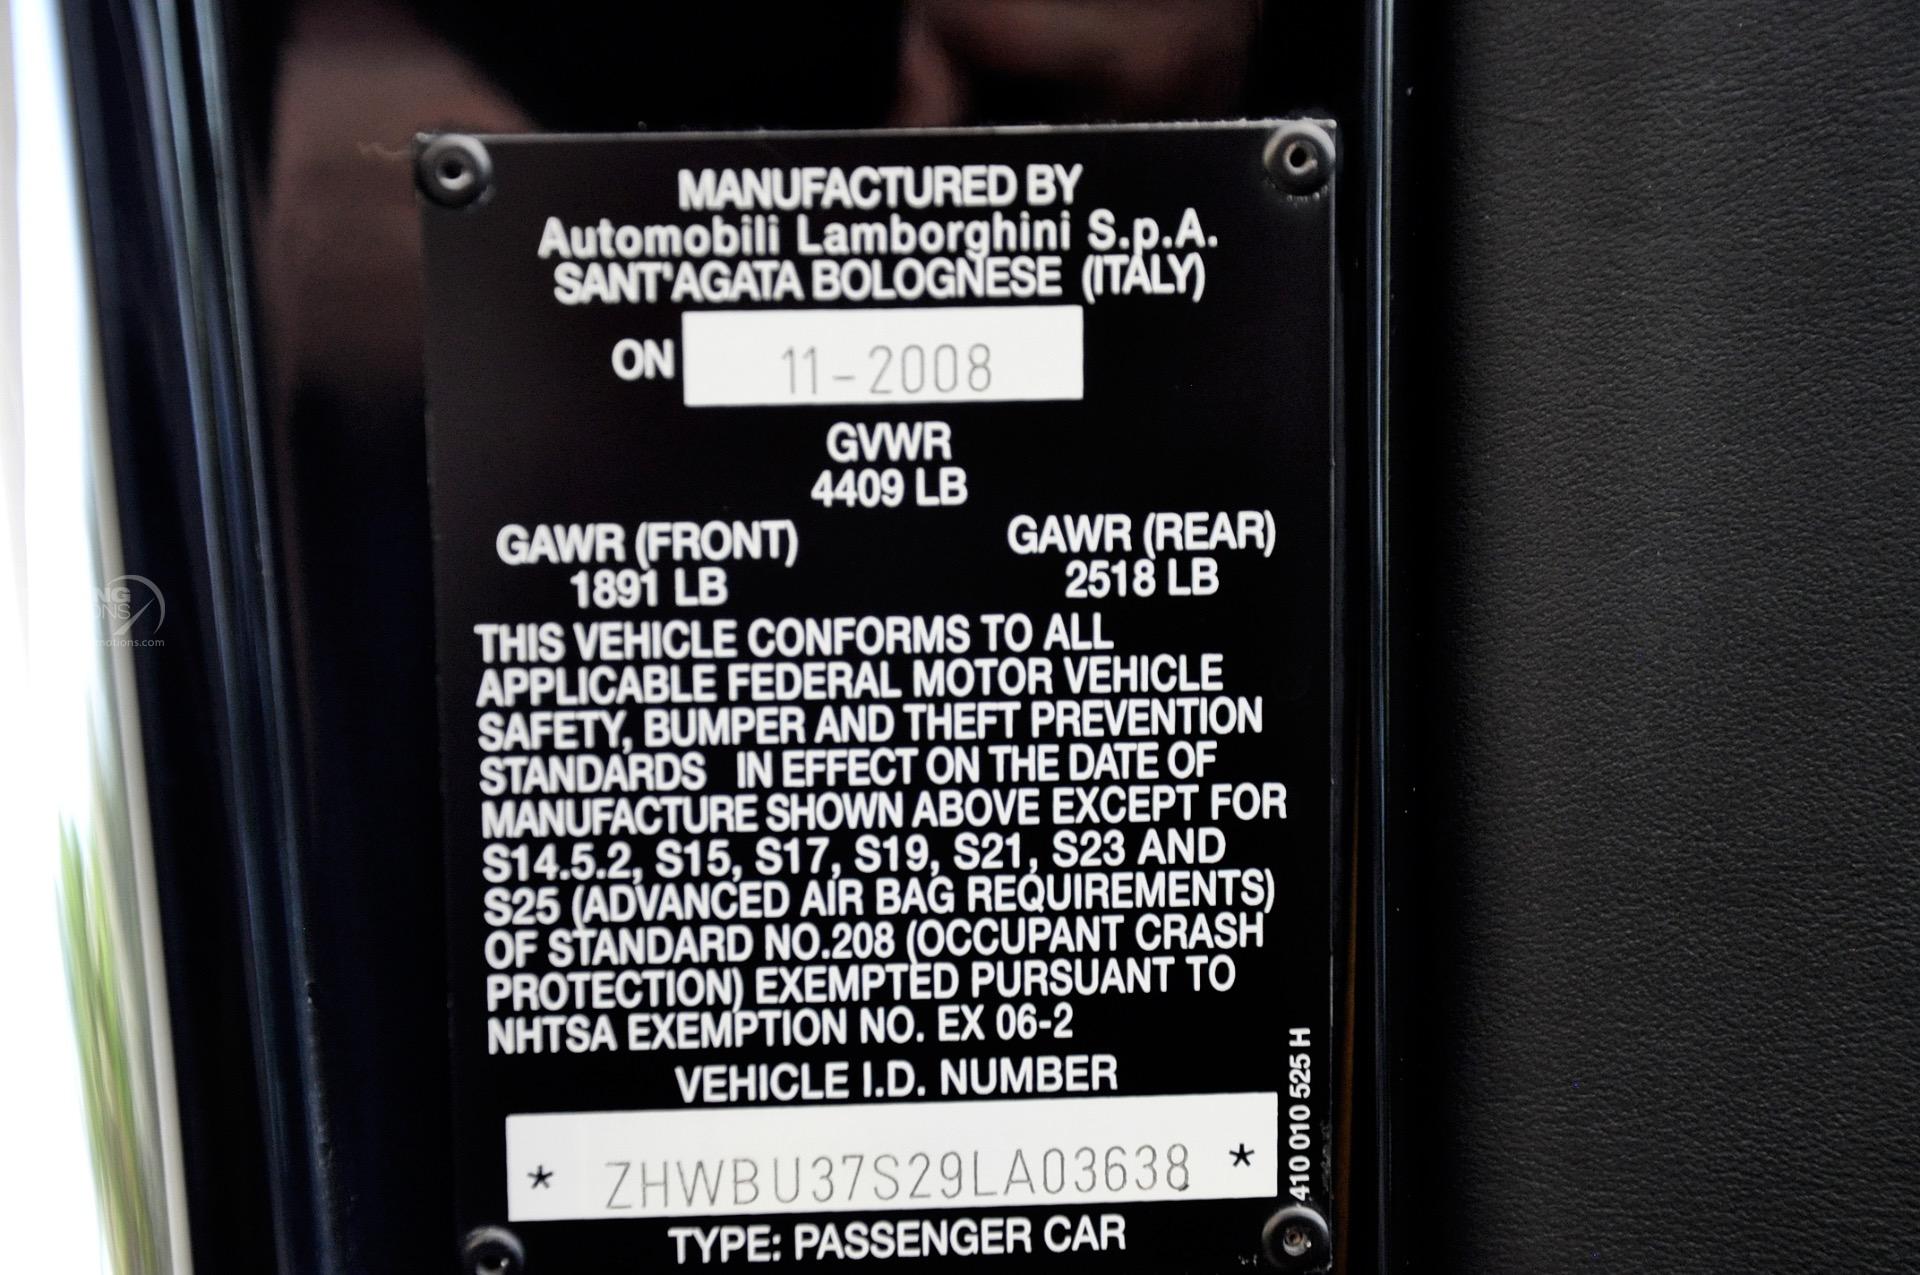 MANUFACTURED BY
Automobili Lamborghini S.p.A.
SANT'AGATA BOLOGNESE (ITALY)
ON 11-2008
GVWR
4409 LB
GAWR (FRONT) GAWR (REAR)
1891 LB 2518 LB
THIS VEHICLE CONFORMS TO ALL
APPLICABLE FEDERAL MOTOR VEHICLE
SAFETY, BUMPER AND THEFT PREVENTION
STANDARDS IN EFFECT ON THE DATE OF
MANUFACTURE SHOWN ABOVE EXCEPT FOR
S14.5.2, S15, S17, S19, S21, S23 AND
S25 (ADVANCED AIR BAG REQUIREMENTS)
OF STANDARD NO.208 (OCCUPANT CRASH
PROTECTION) EXEMPTED PURSUANT TO
NHTSA EXEMPTION NO. EX 06-2
VEHICLE I.D. NUMBER
* ZHWBU37S29LA03638 *
TYPE: PASSENGER CAR
410 010 525 H